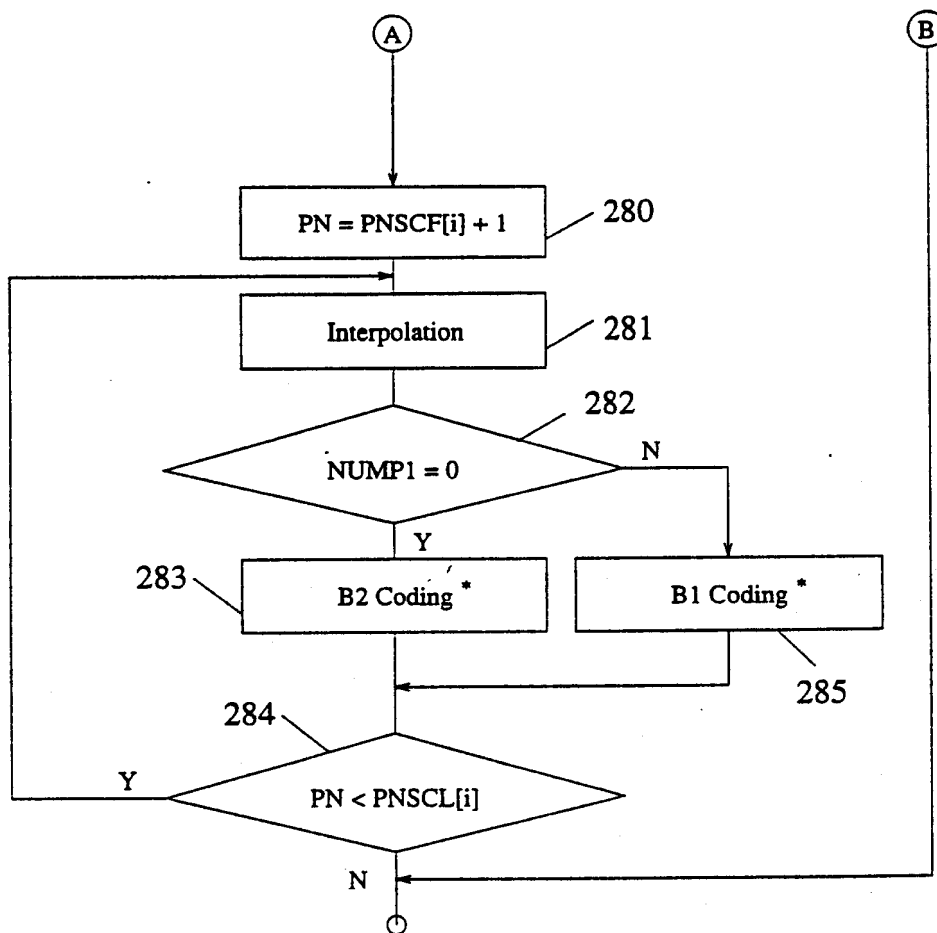 A
B
PN = PNSCF[i] + 1
280
Interpolation
281
282
NUMP1 = 0
N
Y
283
B2 Coding *
B1 Coding *
285
284
Y
PN < PNSCL[i]
N